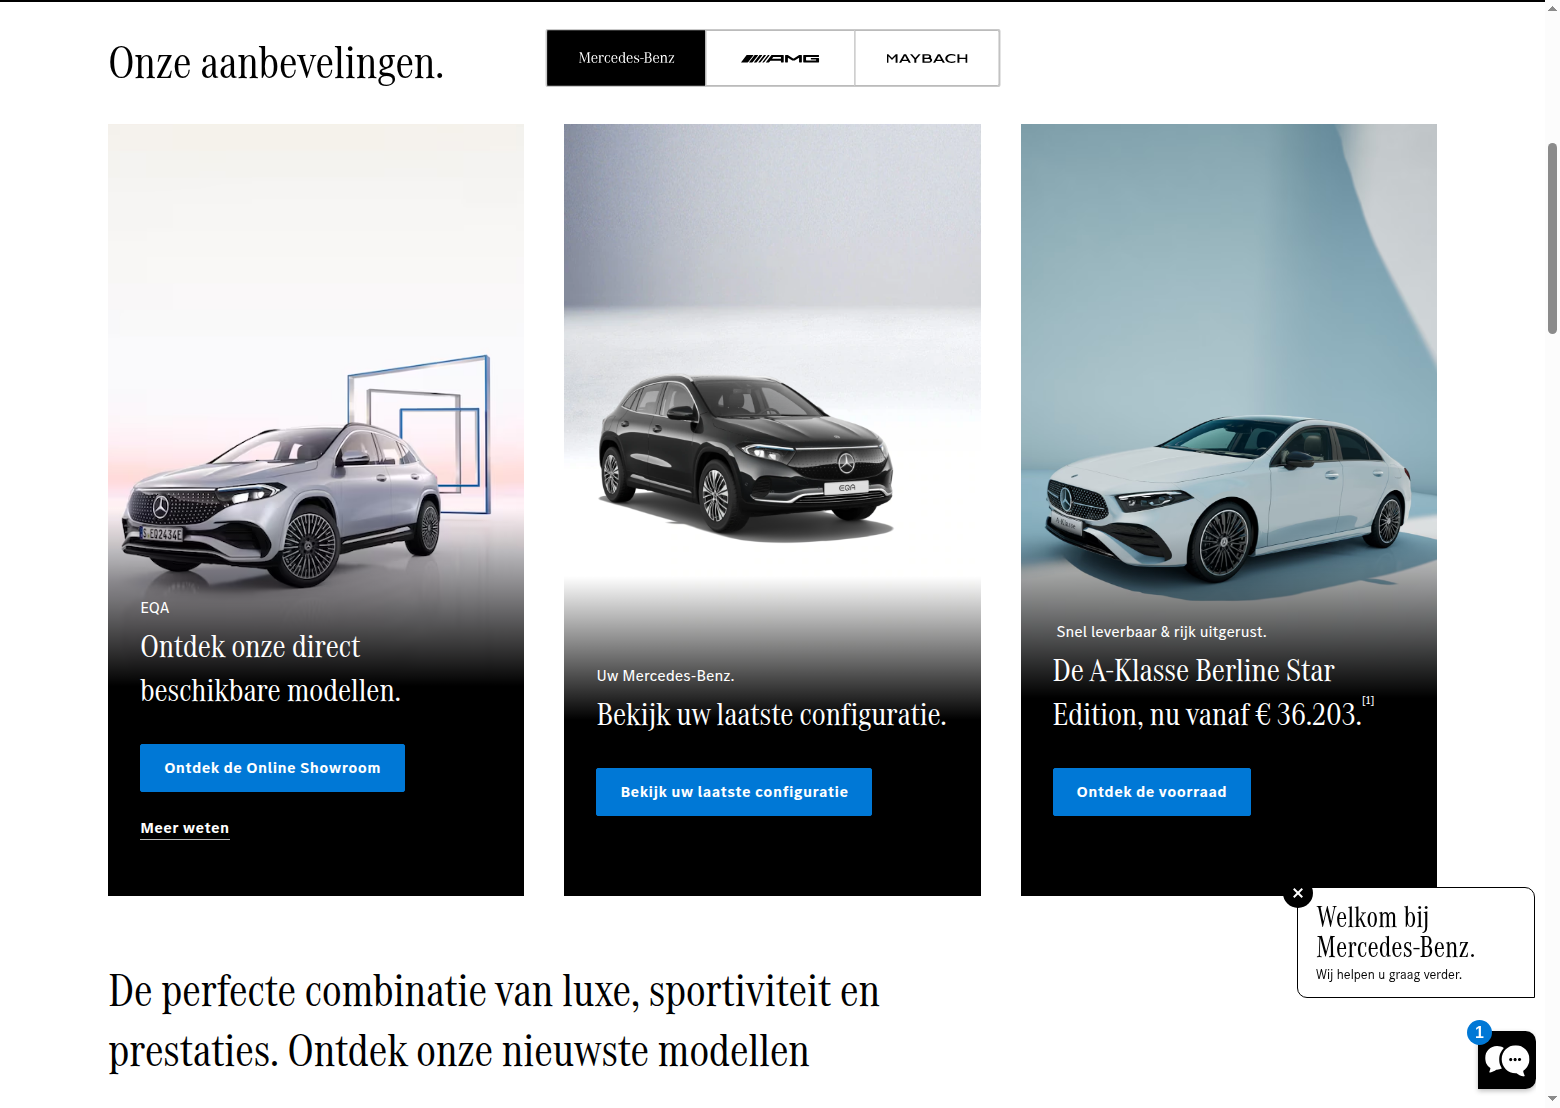 Onze aanbevelingen.
Mercedes-Benz
AMG
MAYBACH
S·EQ2434E
EQA
Ontdek onze direct
beschikbare modellen.
Ontdek de Online Showroom
Meer weten
EQA
Uw Mercedes-Benz.
Bekijk uw laatste configuratie.
Bekijk uw laatste configuratie
A-Klasse
Snel leverbaar & rijk uitgerust.
De A-Klasse Berline Star
Edition, nu vanaf € 36.203.[1]
Ontdek de voorraad
Welkom bij
Mercedes-Benz.
Wij helpen u graag verder.
De perfecte combinatie van luxe, sportiviteit en
prestaties. Ontdek onze nieuwste modellen
1